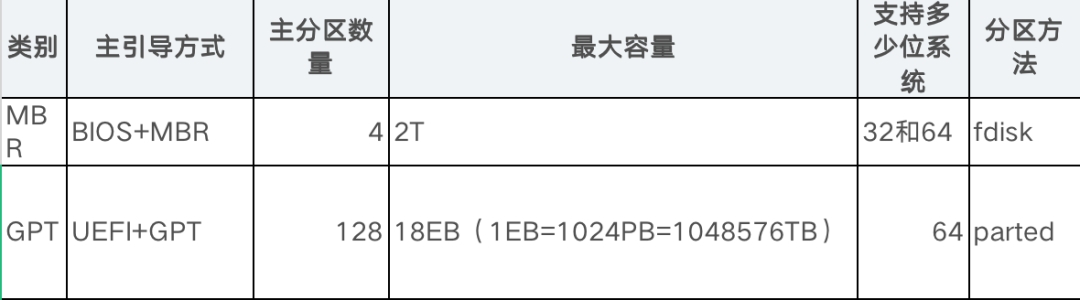 类别 主引导方式 主分区数量 最大容量 支持多少位系统 分区方法
MBR BIOS+MBR 4 2T 32和64 fdisk
GPT UEFI+GPT 128 18EB（1EB=1024PB=1048576TB） 64 parted